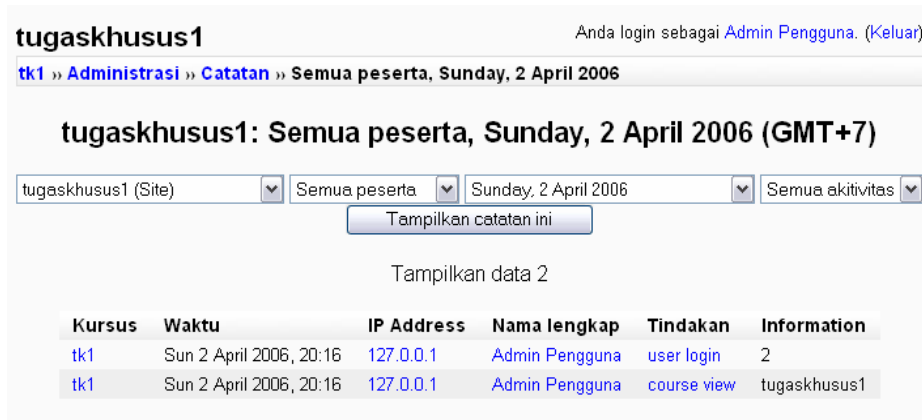 tugaskhusus1 Anda login sebagai Admin Pengguna. (Keluar)
tk1 » Administrasi » Catatan » Semua peserta, Sunday, 2 April 2006
tugaskhusus1: Semua peserta, Sunday, 2 April 2006 (GMT+7)
tugaskhusus1 (Site) Semua peserta Sunday, 2 April 2006 Semua akitivitas
Tampilkan catatan ini
Tampilkan data 2
Kursus Waktu IP Address Nama lengkap Tindakan Information
tk1 Sun 2 April 2006, 20:16 127.0.0.1 Admin Pengguna user login 2
tk1 Sun 2 April 2006, 20:16 127.0.0.1 Admin Pengguna course view tugaskhusus1